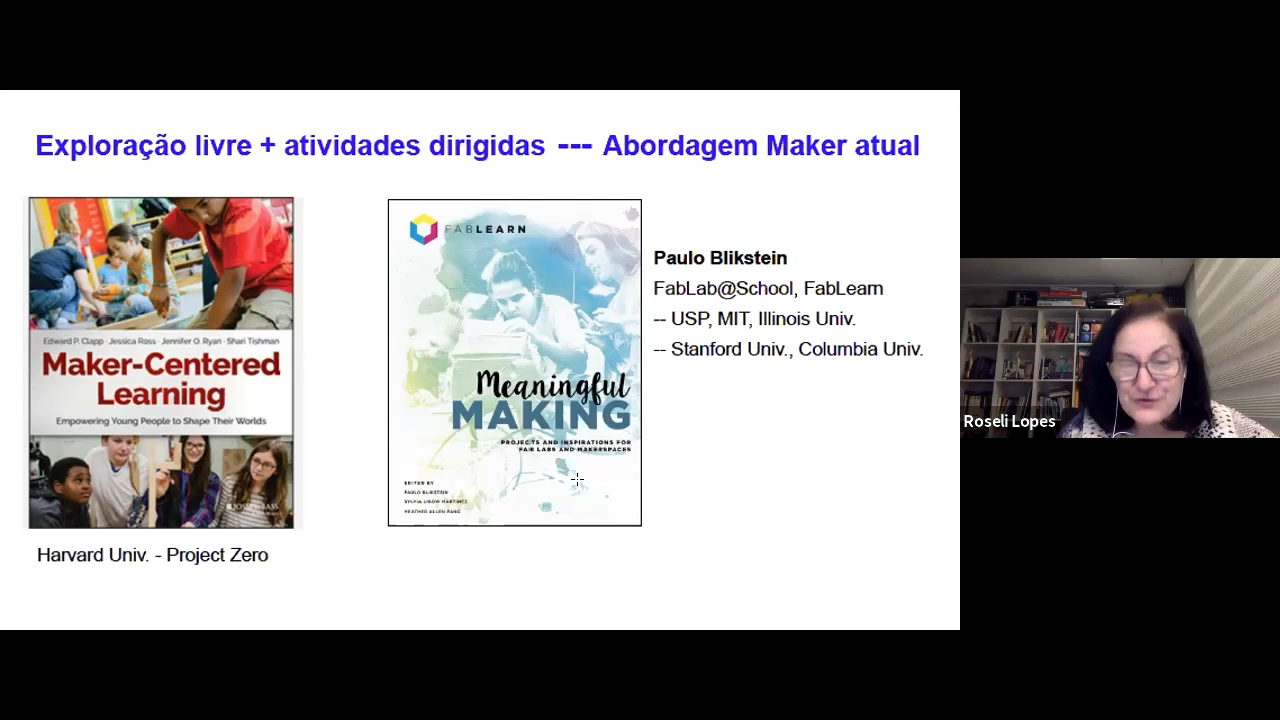 Exploração livre + atividades dirigidas --- Abordagem Maker atual
Edward P. Clapp · Jessica Ross · Jennifer O. Ryan · Shari Tishman
Maker-Centered
Learning
Empowering Young People to Shape Their Worlds
JOSSEY-BASS
Harvard Univ. - Project Zero
FABLEARN
Meaningful
MAKING
PROJECTS AND INSPIRATIONS FOR
FAB LABS AND MAKERSPACES
EDITED BY
PAULO BLIKSTEIN
SYLVIA LIBOW MARTINEZ
HEATHER ALLEN PANG
Paulo Blikstein
FabLab@School, FabLearn
-- USP, MIT, Illinois Univ.
-- Stanford Univ., Columbia Univ.
Roseli Lopes